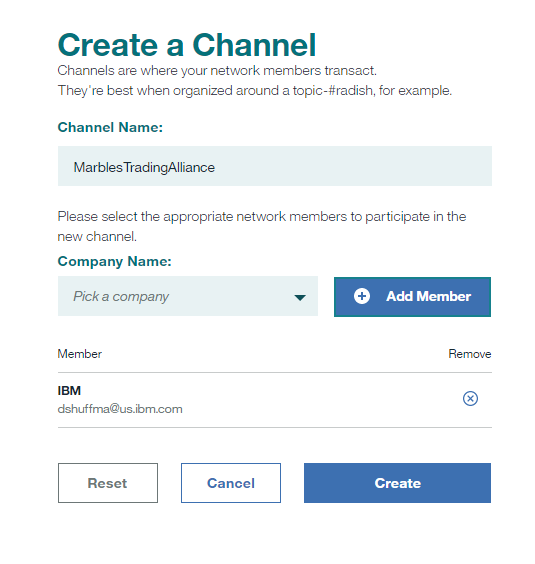 Create a Channel
Channels are where your network members transact.
They're best when organized around a topic-#radish, for example.
Channel Name:
MarblesTradingAlliance
Please select the appropriate network members to participate in the
new channel.
Company Name:
Pick a company
Add Member
Member Remove
IBM
dshuffma@us.ibm.com
Reset Cancel Create